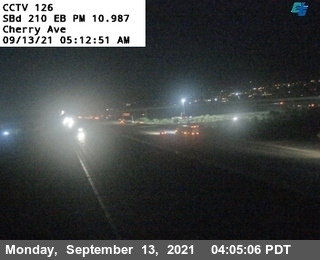 CCTV 126
SBd 210 EB PM 10.987
Cherry Ave
09/13/21 05:12:51 AM
Monday, September 13, 2021 04:05:06 PDT